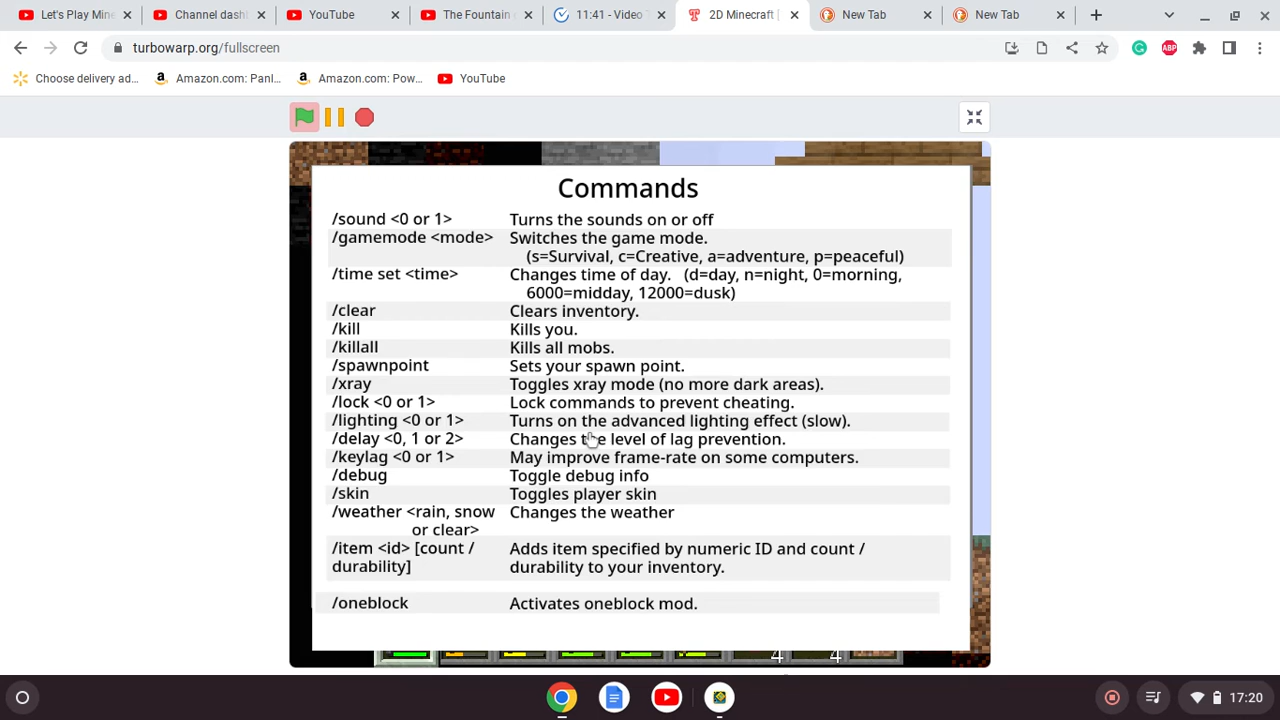 Let's Play Mine
Channel dash
YouTube
The Fountain
11:41 - Video
2D Minecraft
New Tab
New Tab
turbowarp.org/fullscreen
ABP
Choose delivery ad...
Amazon.com: Panl...
Amazon.com: Pow...
YouTube
Commands
/sound <0 or 1> Turns the sounds on or off
/gamemode <mode> Switches the game mode.
(s=Survival, c=Creative, a=adventure, p=peaceful)
/time set <time> Changes time of day. (d=day, n=night, 0=morning,
6000=midday, 12000=dusk)
/clear Clears inventory.
/kill Kills you.
/killall Kills all mobs.
/spawnpoint Sets your spawn point.
/xray Toggles xray mode (no more dark areas).
/lock <0 or 1> Lock commands to prevent cheating.
/lighting <0 or 1> Turns on the advanced lighting effect (slow).
/delay <0, 1 or 2> Changes the level of lag prevention.
/keylag <0 or 1> May improve frame-rate on some computers.
/debug Toggle debug info
/skin Toggles player skin
/weather <rain, snow Changes the weather
or clear>
/item <id> [count / Adds item specified by numeric ID and count /
durability] durability to your inventory.
/oneblock Activates oneblock mod.
4 4
17:20